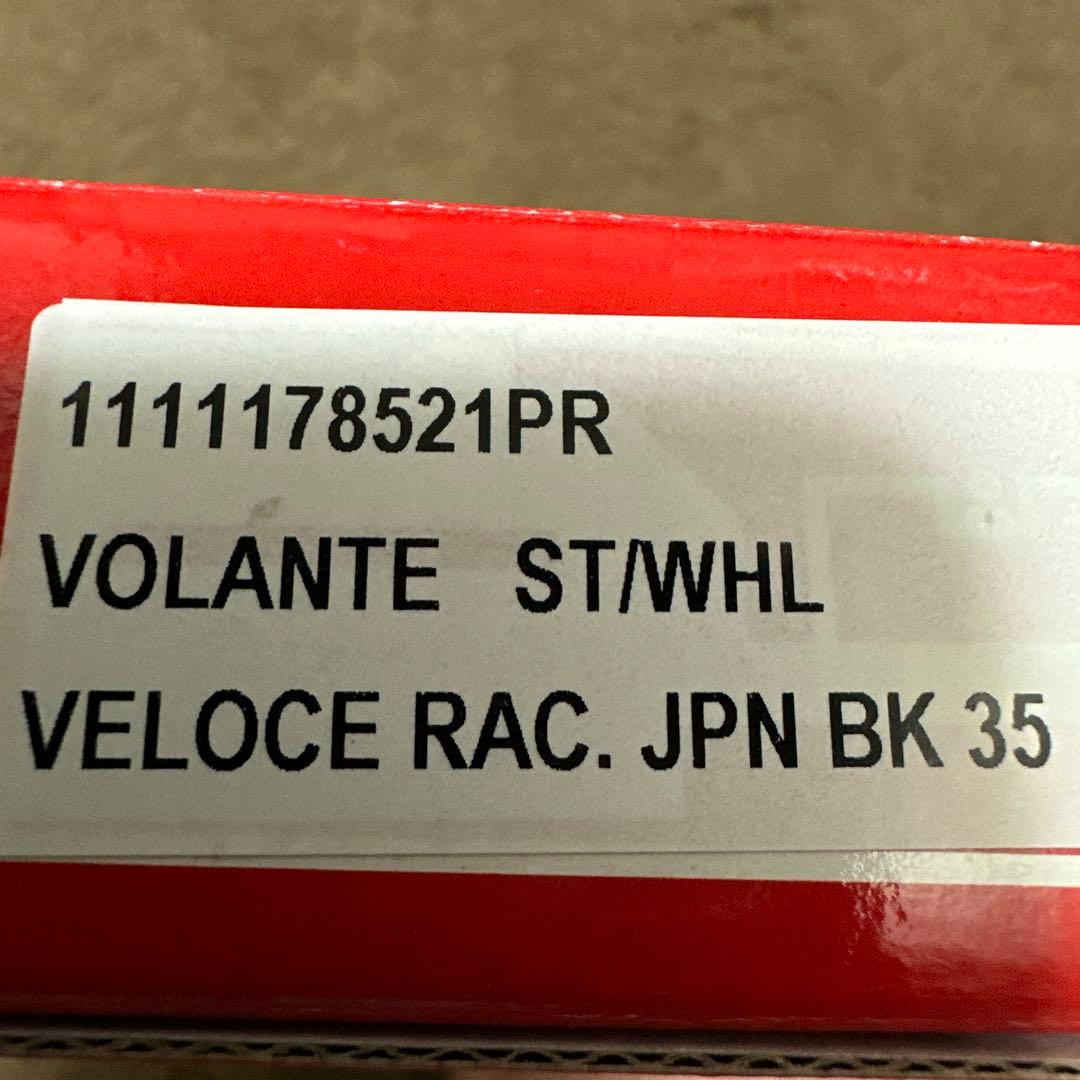 1111178521PR
VOLANTE ST/WHL
VELOCE RAC. JPN BK 35